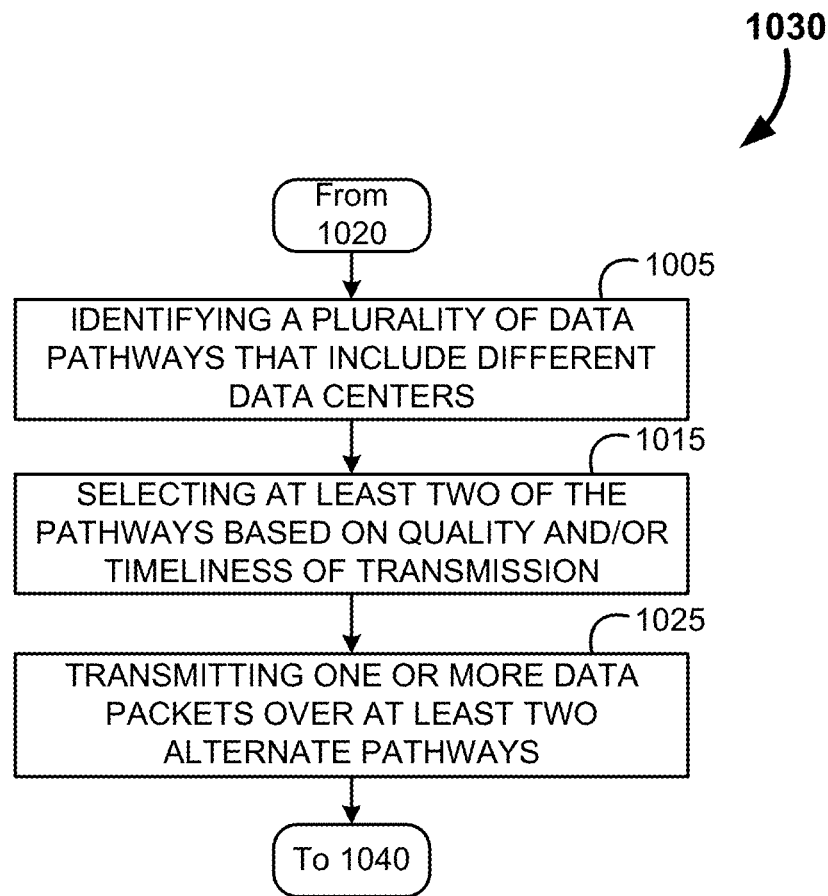 1030
From
1020
1005
IDENTIFYING A PLURALITY OF DATA
PATHWAYS THAT INCLUDE DIFFERENT
DATA CENTERS
1015
SELECTING AT LEAST TWO OF THE
PATHWAYS BASED ON QUALITY AND/OR
TIMELINESS OF TRANSMISSION
1025
TRANSMITTING ONE OR MORE DATA
PACKETS OVER AT LEAST TWO
ALTERNATE PATHWAYS
To 1040